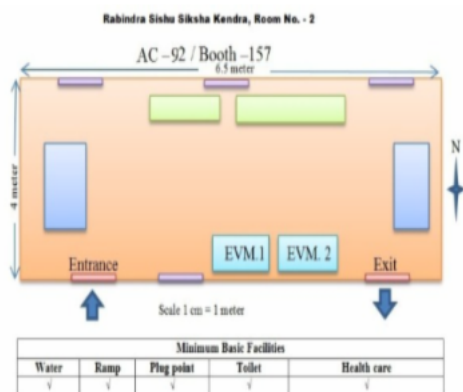 Rabindra Sishu Siksha Kendra, Room No. - 2
AC –92 / Booth –157
6.5 meter
4 meter
N
EVM.1 EVM. 2
Entrance Exit
Scale 1 cm = 1 meter
Minimum Basic Facilities
Water Ramp Plug point Toilet Health care
√ √ √ √ √